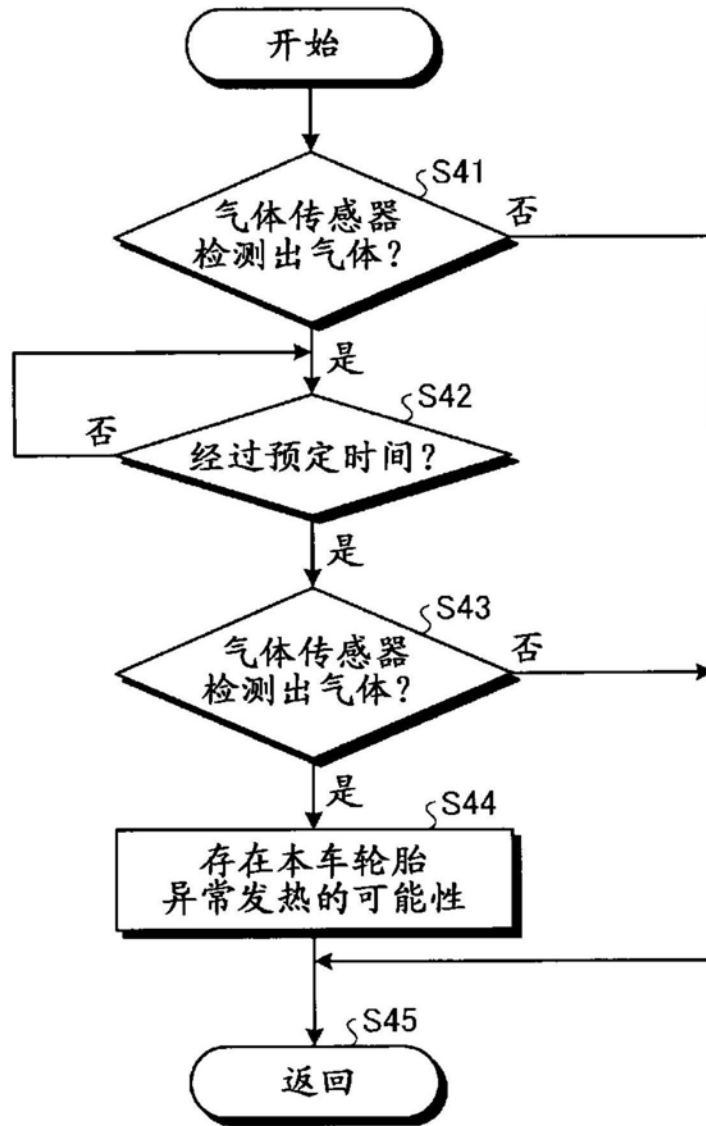 开始
S41
气体传感器
检测出气体？
否
是
S42
否
经过预定时间？
是
S43
气体传感器
检测出气体？
否
是
S44
存在本车轮胎
异常发热的可能性
S45
返回